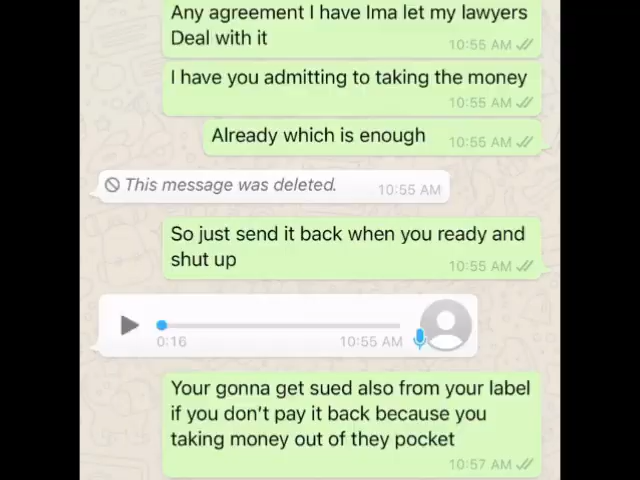 Any agreement I have Ima let my lawyers
Deal with it
10:55 AM
I have you admitting to taking the money
10:55 AM
Already which is enough
10:55 AM
This message was deleted.
10:55 AM
So just send it back when you ready and
shut up
10:55 AM
0:16
10:55 AM
Your gonna get sued also from your label
if you don't pay it back because you
taking money out of they pocket
10:57 AM